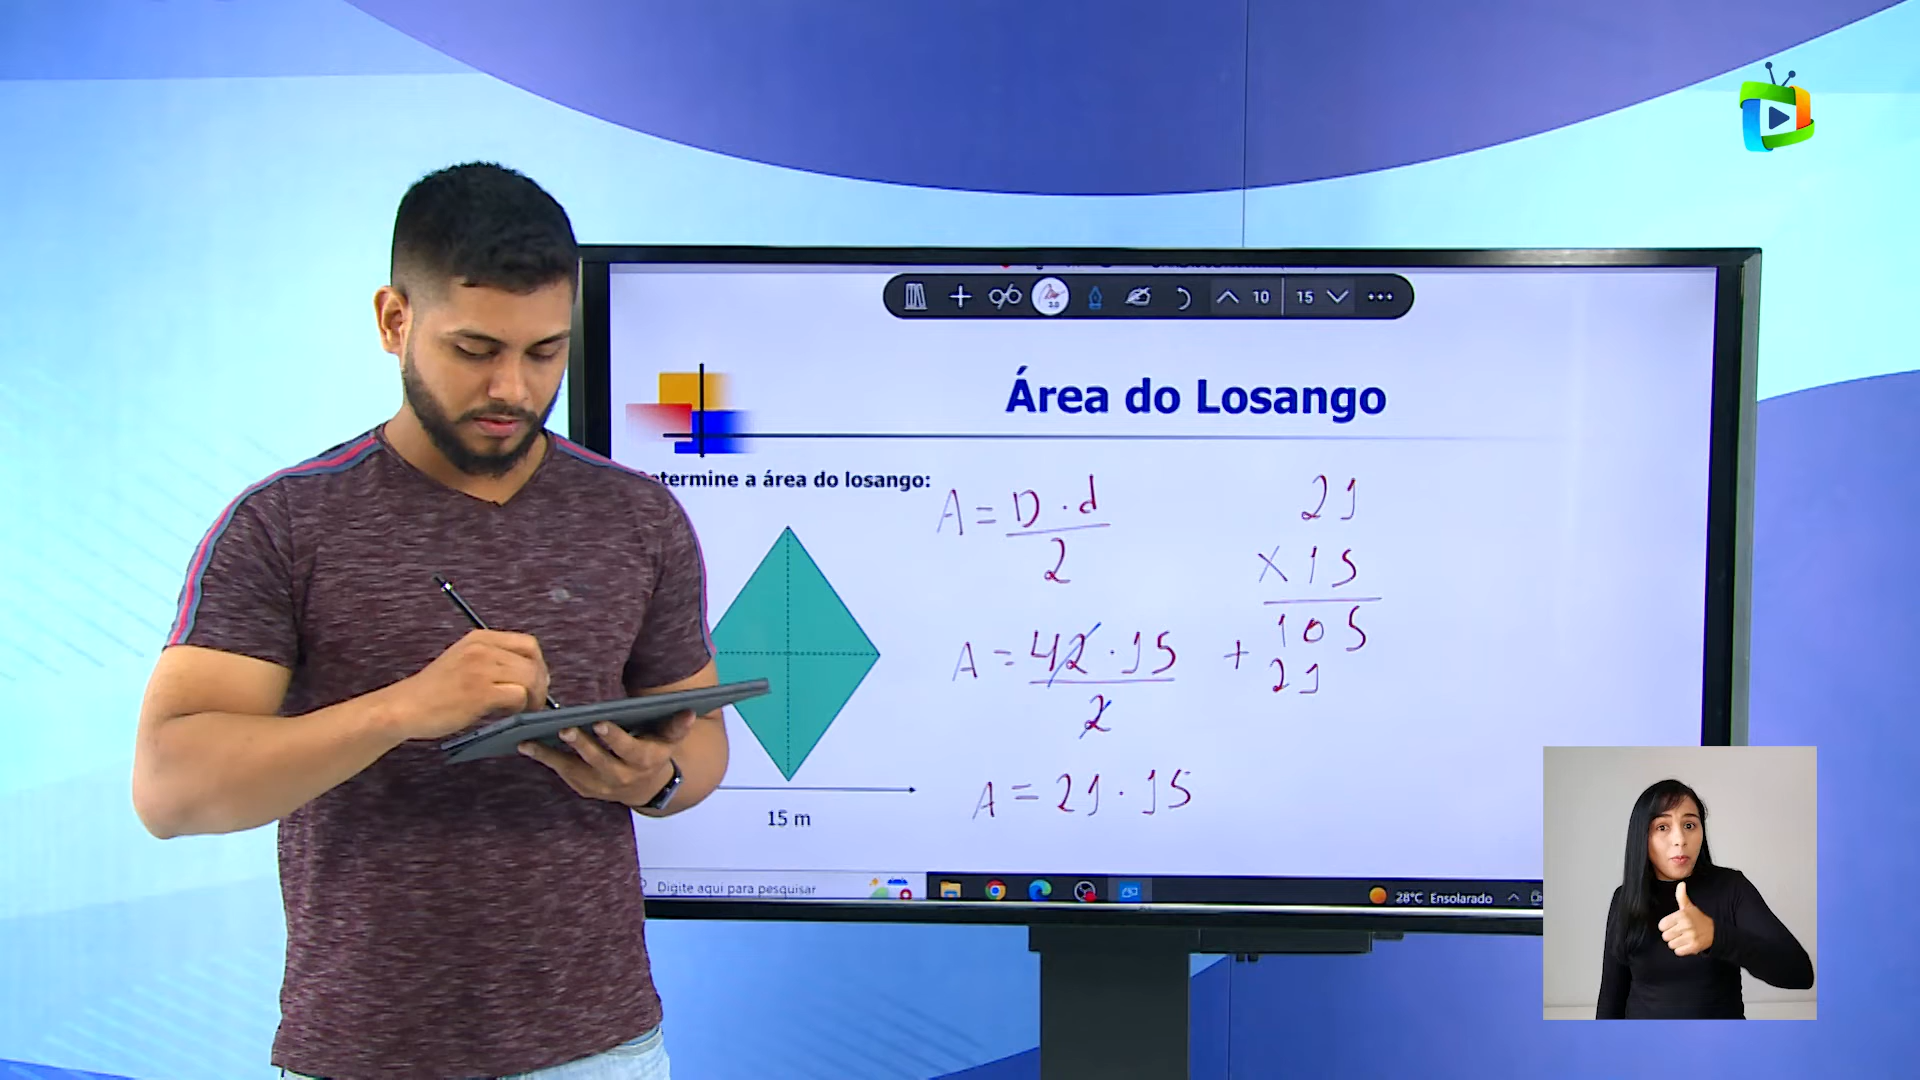 10 15
Área do Losango
termine a área do losango:
A = D . d
2
A = 42 . 15
2
A = 21 . 15
21
X 15
105
+ 21
15 m
Digite aqui para pesquisar
28°C Ensolarado